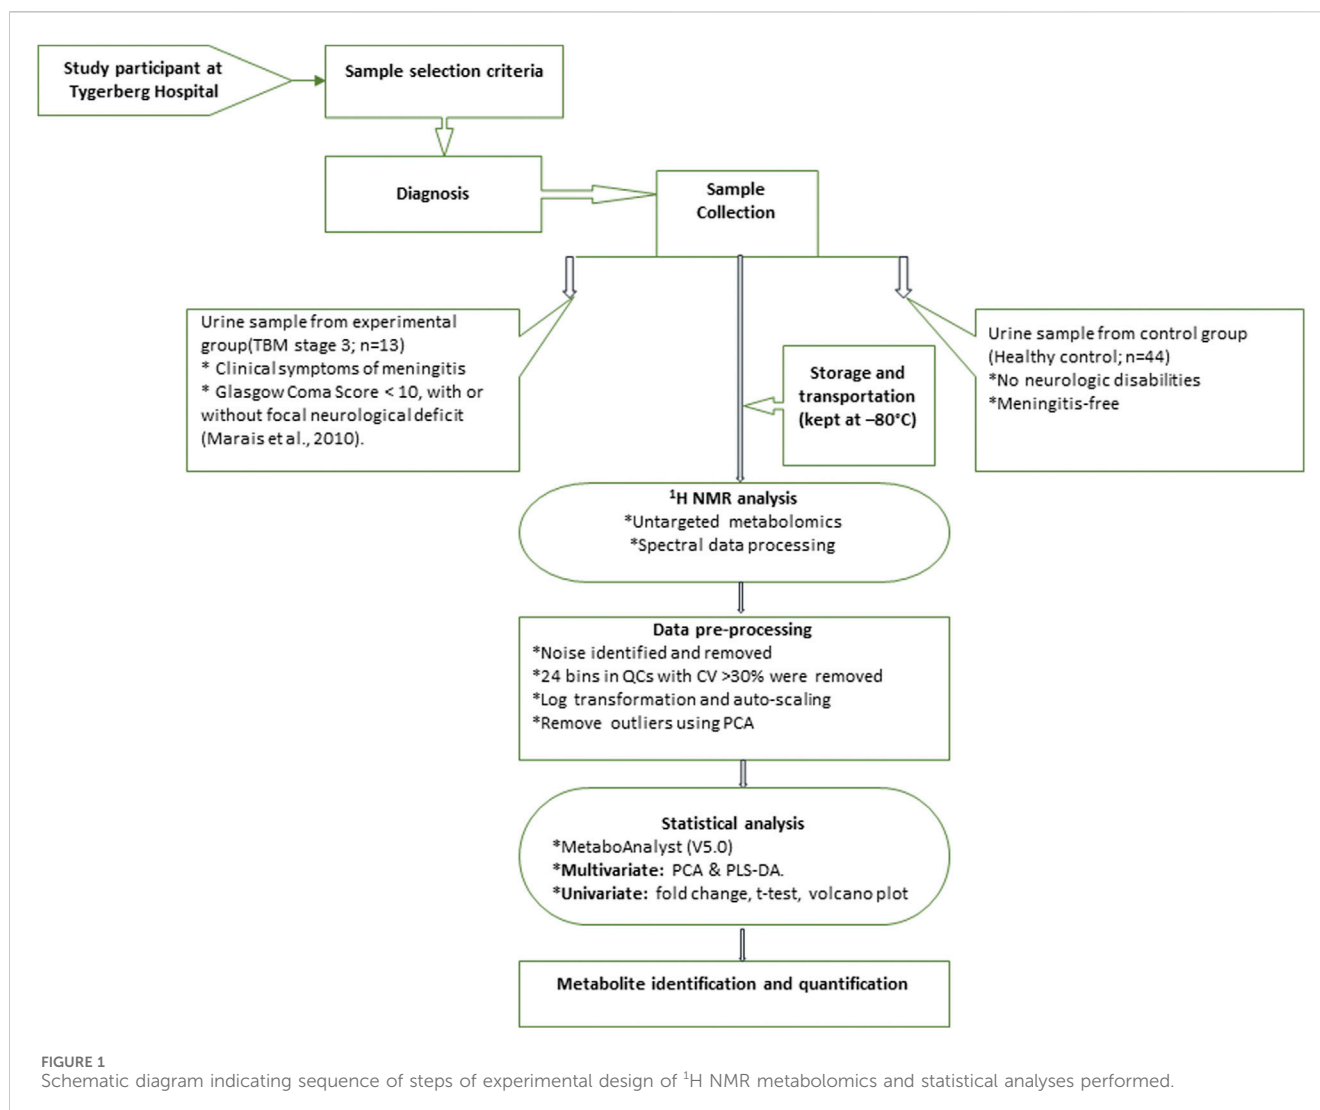 Study participant at
Tygerberg Hospital
Sample selection criteria
Diagnosis
Sample
Collection
Urine sample from experimental
group(TBM stage 3; n=13)
* Clinical symptoms of meningitis
* Glasgow Coma Score < 10, with or
without focal neurological deficit
(Marais et al., 2010).
Storage and
transportation
(kept at –80°C)
Urine sample from control group
(Healthy control; n=44)
*No neurologic disabilities
*Meningitis-free
¹H NMR analysis
*Untargeted metabolomics
*Spectral data processing
Data pre-processing
*Noise identified and removed
*24 bins in QCs with CV >30% were removed
*Log transformation and auto-scaling
*Remove outliers using PCA
Statistical analysis
*MetaboAnalyst (V5.0)
*Multivariate: PCA & PLS-DA.
*Univariate: fold change, t-test, volcano plot
Metabolite identification and quantification
FIGURE 1
Schematic diagram indicating sequence of steps of experimental design of ¹H NMR metabolomics and statistical analyses performed.